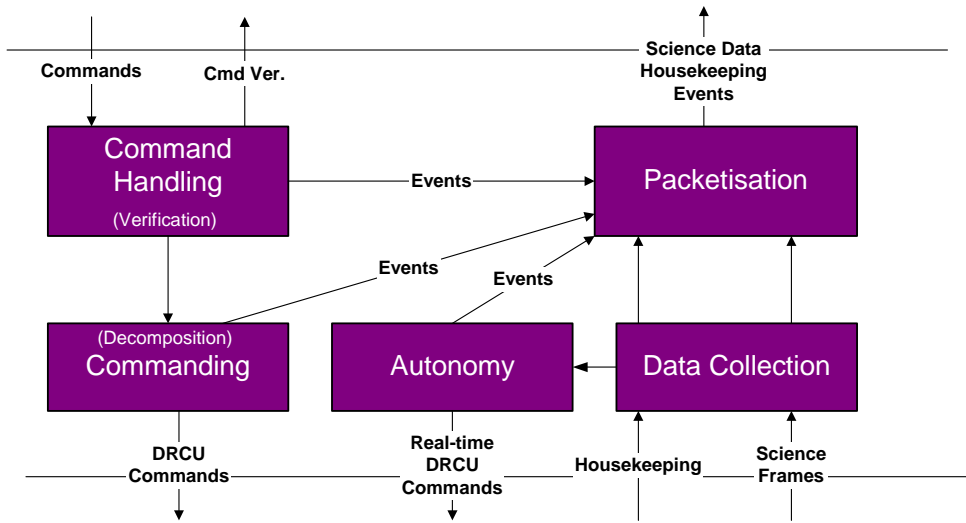 Commands
Cmd Ver.
Science Data
Housekeeping
Events
Command
Handling
(Verification)
Events
Packetisation
Events
Events
(Decomposition)
Commanding
Autonomy
Data Collection
DRCU
Commands
Real-time
DRCU
Commands
Housekeeping
Science
Frames